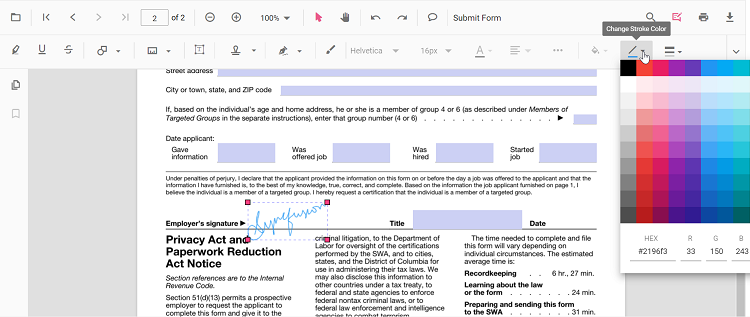 2 of 2 100% Submit Form
Change Stroke Color
U S T Helvetica 16px A
Street address
City or town, state, and ZIP code
If, based on the individual's age and home address, he or she is a member of group 4 or 6 (as described under Members of
Targeted Groups in the separate instructions), enter that group number (4 or 6) . . . . . . . . . . . . . ▶
Date applicant:
Gave information
Was offered job
Was hired
Started job
Under penalties of perjury, I declare that the applicant provided the information on this form on or before the day a job was offered to the applicant and that the
information I have furnished is, to the best of my knowledge, true, correct, and complete. Based on the information the job applicant furnished on page 1, I
believe the individual is a member of a targeted group. I hereby request a certification that the individual is a member of a targeted group.
Syncfusion
Employer's signature ▶ Title Date
Privacy Act and
Paperwork Reduction
Act Notice
Section references are to the Internal
Revenue Code.
Section 51(d)(13) permits a prospective
employer to request the applicant to
complete this form and give it to the
criminal litigation, to the Department of
Labor for oversight of the certifications
performed by the SWA, and to cities,
states, and the District of Columbia for
use in administering their tax laws. We
may also disclose this information to
other countries under a tax treaty, to
federal and state agencies to enforce
federal nontax criminal laws, or to
federal law enforcement and intelligence
agencies to combat terrorism.
The time needed to complete and file
this form will vary depending on
individual circumstances. The estimated
average time is:
Recordkeeping . . 6 hr., 27 min.
Learning about the law
or the form . . . . . . 24 min.
Preparing and sending this form
to the SWA . . . . . . 31 min.
HEX R G B
#2196f3 33 150 243